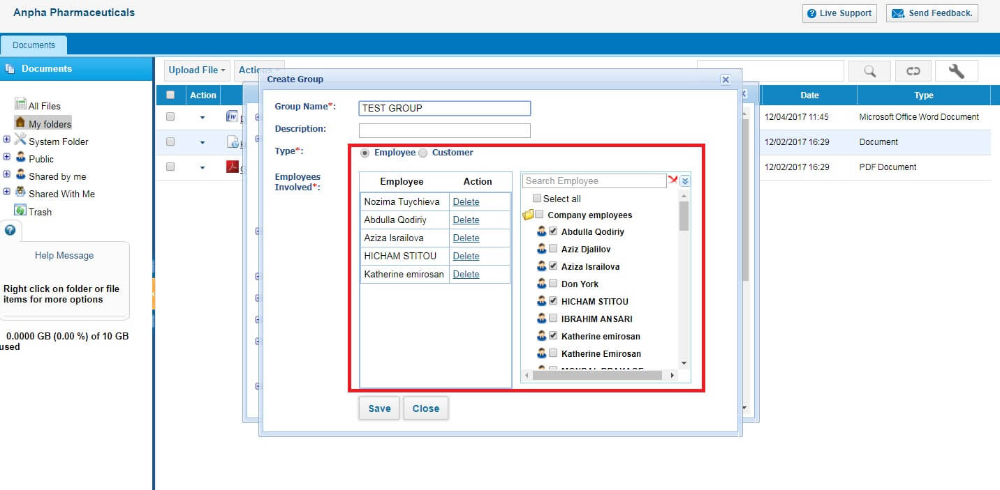 Anpha Pharmaceuticals
Live Support
Send Feedback.
Documents
Documents
Upload File
Actions
Action
Date
Type
All Files
My folders
System Folder
Public
Shared by me
Shared With Me
Trash
Help Message
Right click on folder or file
items for more options
0.0000 GB (0.00 %) of 10 GB
used
12/04/2017 11:45 Microsoft Office Word Document
12/02/2017 16:29 Document
12/02/2017 16:29 PDF Document
Create Group
Group Name*: TEST GROUP
Description:
Type*: Employee Customer
Employees
Involved*:
Employee Action
Nozima Tuychieva Delete
Abdulla Qodiriy Delete
Aziza Israilova Delete
HICHAM STITOU Delete
Katherine emirosan Delete
Search Employee
Select all
Company employees
Abdulla Qodiriy
Aziz Djalilov
Aziza Israilova
Don York
HICHAM STITOU
IBRAHIM ANSARI
Katherine emirosan
Katherine Emirosan
Save Close